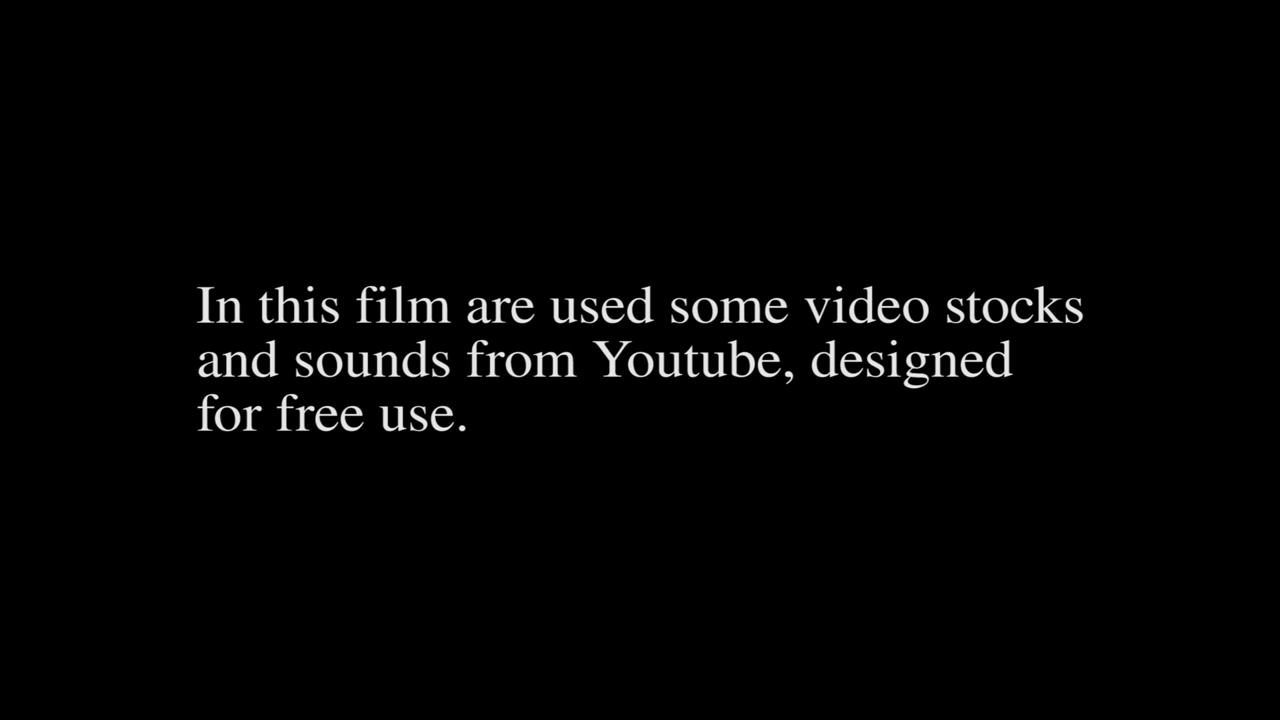 In this film are used some video stocks
and sounds from Youtube, designed
for free use.